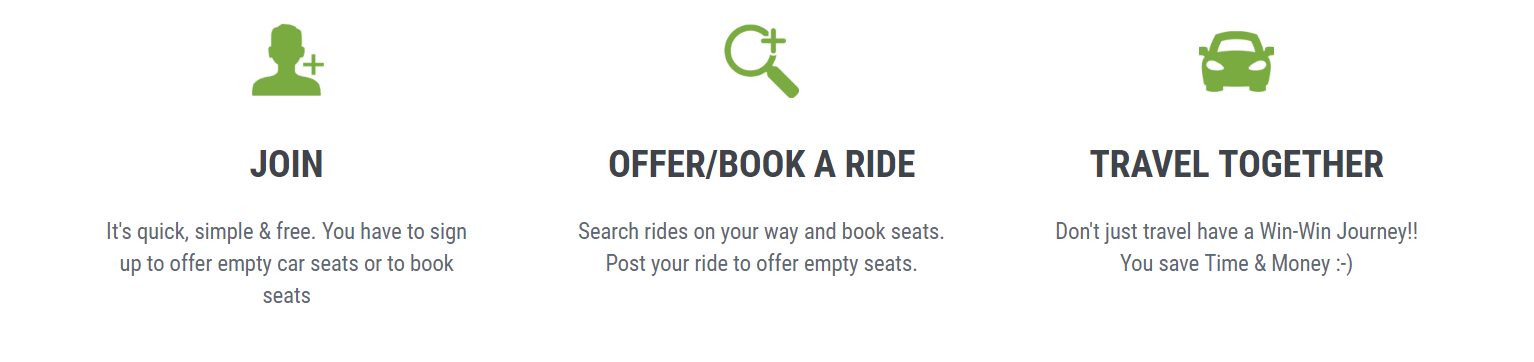 JOIN
It's quick, simple & free. You have to sign
up to offer empty car seats or to book
seats
OFFER/BOOK A RIDE
Search rides on your way and book seats.
Post your ride to offer empty seats.
TRAVEL TOGETHER
Don't just travel have a Win-Win Journey!!
You save Time & Money :-)